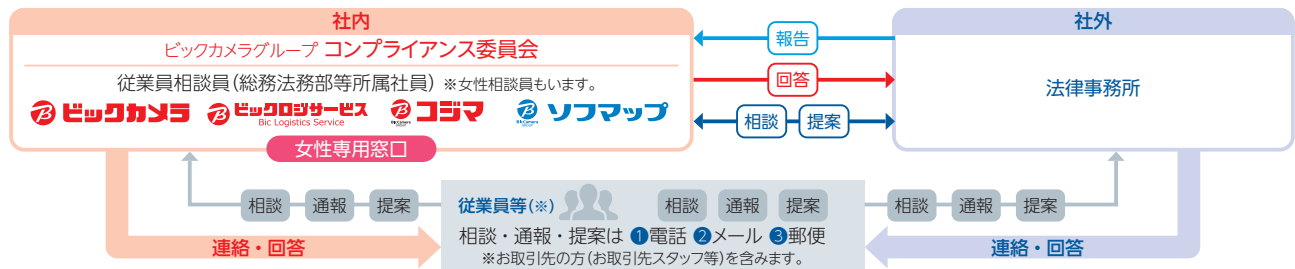 社内
ビックカメラグループ コンプライアンス委員会
従業員相談員(総務法務部等所属社員) ※女性相談員もいます。
ビックカメラ
ビックロジサービス
Bic Logistics Service
BicCamera GROUP
コジマ
BicCamera GROUP
ソフマップ
女性専用窓口
報告
回答
相談
提案
社外
法律事務所
相談
通報
提案
連絡・回答
従業員等(※)
相談
通報
提案
相談・通報・提案は ❶電話 ❷メール ❸郵便
※お取引先の方(お取引先スタッフ等)を含みます。
相談
通報
提案
連絡・回答